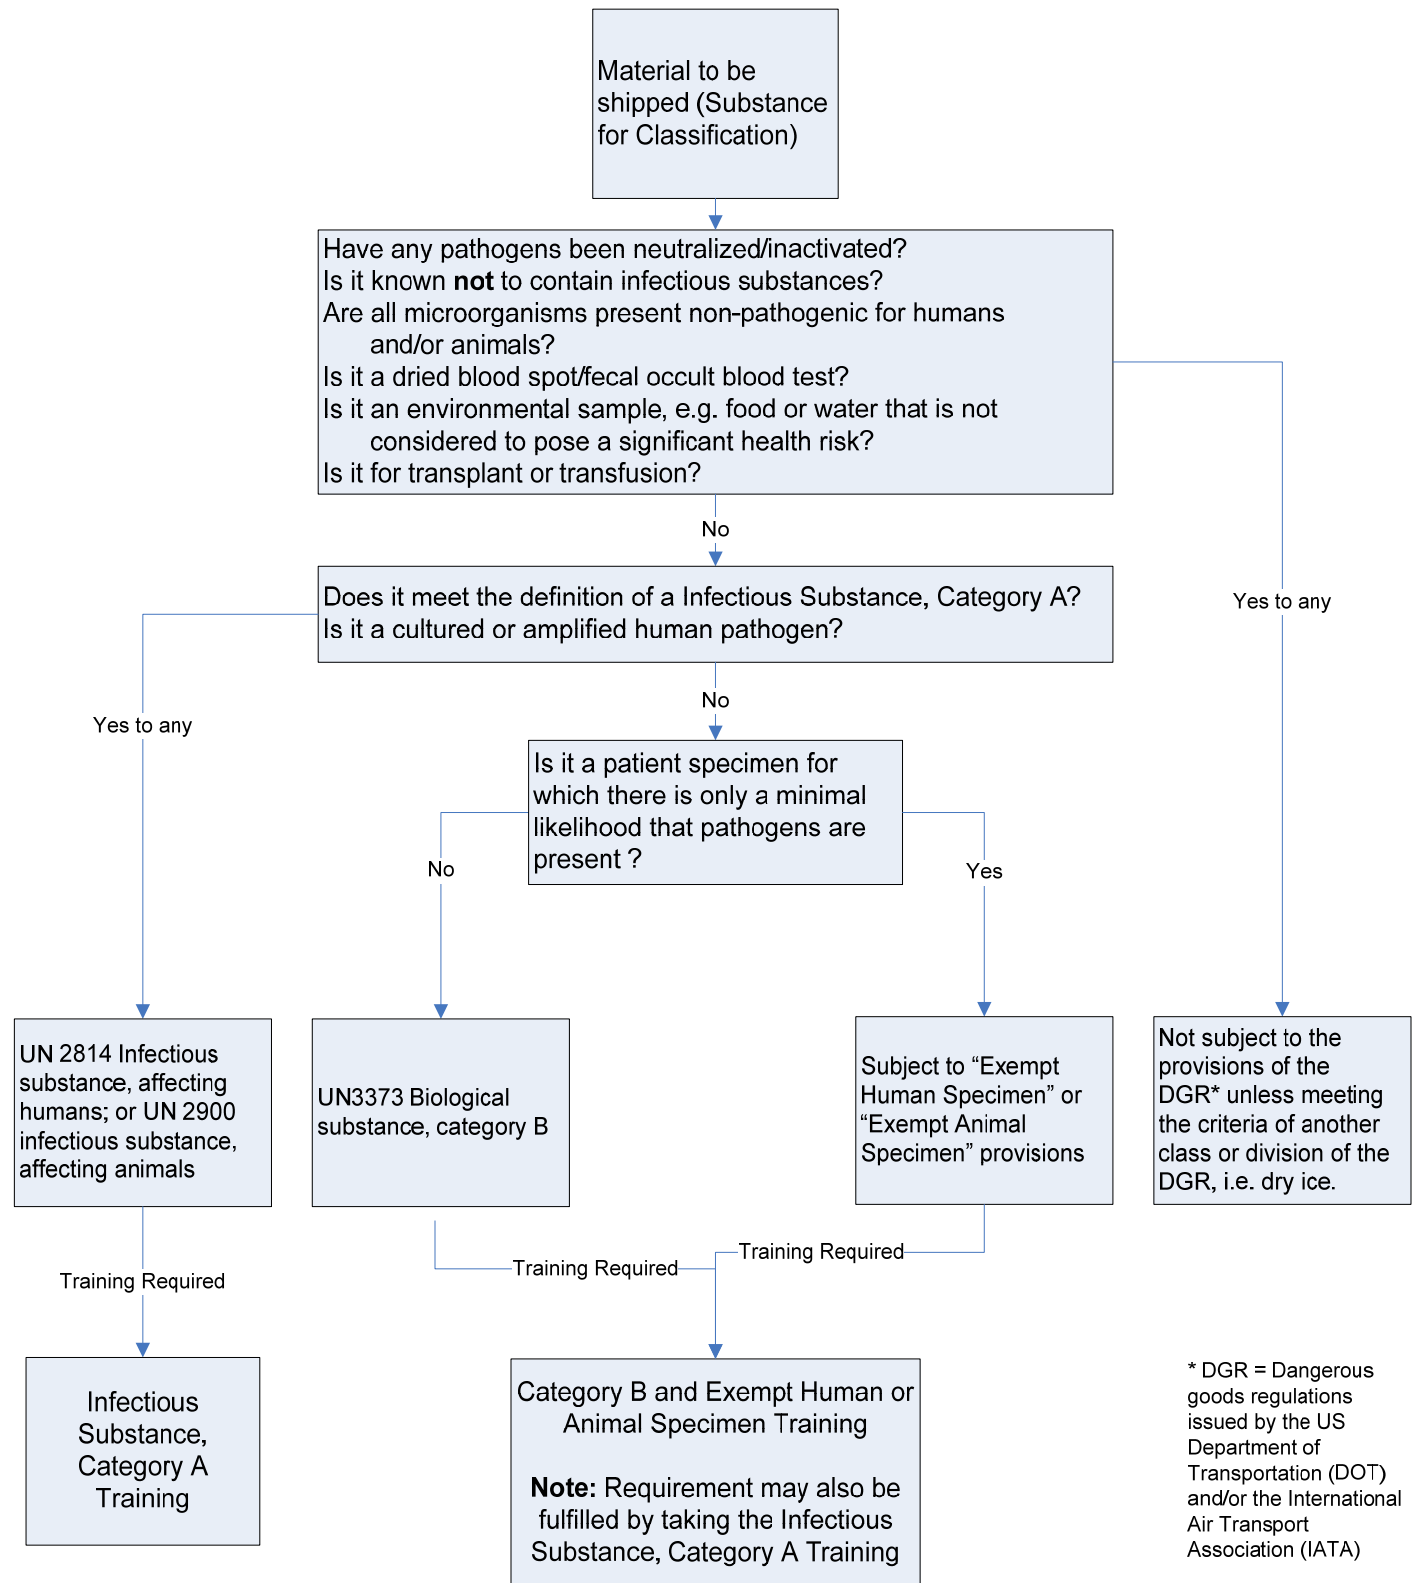 Material to be
shipped (Substance
for Classification)
Have any pathogens been neutralized/inactivated?
Is it known not to contain infectious substances?
Are all microorganisms present non-pathogenic for humans
and/or animals?
Is it a dried blood spot/fecal occult blood test?
Is it an environmental sample, e.g. food or water that is not
considered to pose a significant health risk?
Is it for transplant or transfusion?
No
Yes to any
Does it meet the definition of a Infectious Substance, Category A?
Is it a cultured or amplified human pathogen?
Yes to any
No
Is it a patient specimen for
which there is only a minimal
likelihood that pathogens are
present ?
No
Yes
UN 2814 Infectious
substance, affecting
humans; or UN 2900
infectious substance,
affecting animals
UN3373 Biological
substance, category B
Subject to “Exempt
Human Specimen” or
“Exempt Animal
Specimen” provisions
Not subject to the
provisions of the
DGR* unless meeting
the criteria of another
class or division of the
DGR, i.e. dry ice.
Training Required
Training Required
Training Required
Infectious
Substance,
Category A
Training
Category B and Exempt Human or
Animal Specimen Training
Note: Requirement may also be
fulfilled by taking the Infectious
Substance, Category A Training
* DGR = Dangerous
goods regulations
issued by the US
Department of
Transportation (DOT)
and/or the International
Air Transport
Association (IATA)